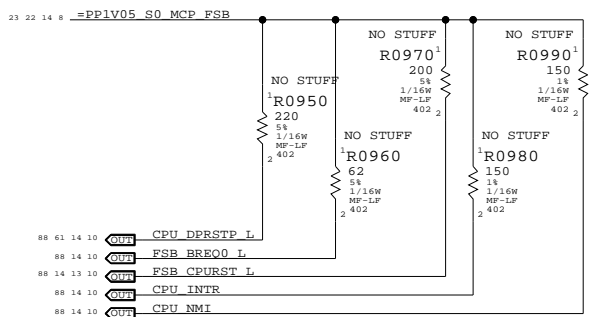 23 22 14 8 =PP1V05_S0_MCP_FSB
NO STUFF
R0970 1
200
5%
1/16W
MF-LF
402 2
NO STUFF
R0990 1
150
1%
1/16W
MF-LF
402 2
NO STUFF
1 R0950
220
5%
1/16W
MF-LF
2 402
NO STUFF
1 R0960
62
5%
1/16W
MF-LF
2 402
NO STUFF
1 R0980
150
1%
1/16W
MF-LF
2 402
88 61 14 10 OUT CPU_DPRSTP_L
88 14 10 OUT FSB_BREQ0_L
88 14 13 10 OUT FSB_CPURST_L
88 14 10 OUT CPU_INTR
88 14 10 OUT CPU_NMI